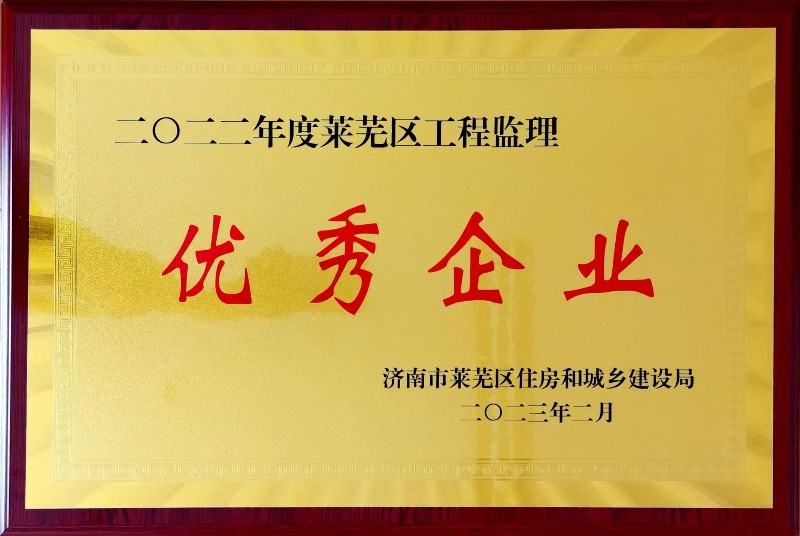 二〇二二年度莱芜区工程监理
优秀企业
济南市莱芜区住房和城乡建设局
二〇二三年二月